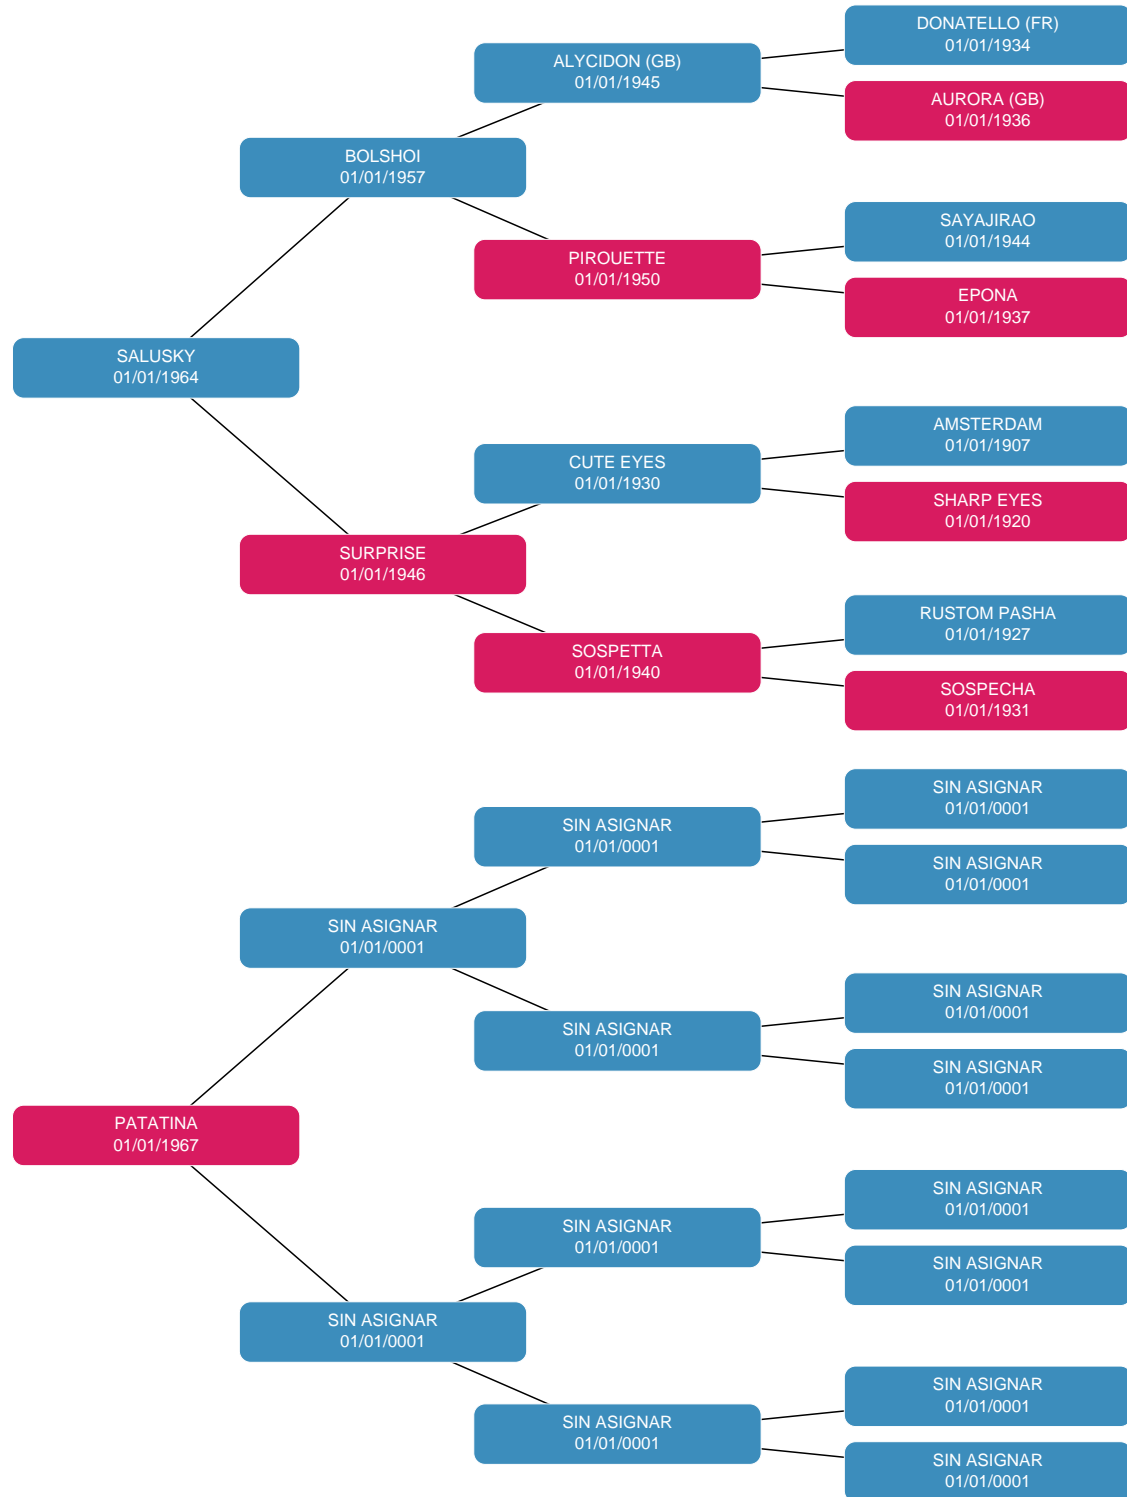 DONATELLO (FR)
01/01/1934
ALYCIDON (GB)
01/01/1945
AURORA (GB)
01/01/1936
BOLSHOI
01/01/1957
SAYAJIRAO
01/01/1944
PIROUETTE
01/01/1950
EPONA
01/01/1937
SALUSKY
01/01/1964
AMSTERDAM
01/01/1907
CUTE EYES
01/01/1930
SHARP EYES
01/01/1920
SURPRISE
01/01/1946
RUSTOM PASHA
01/01/1927
SOSPETTA
01/01/1940
SOSPECHA
01/01/1931
SIN ASIGNAR
01/01/0001
SIN ASIGNAR
01/01/0001
SIN ASIGNAR
01/01/0001
SIN ASIGNAR
01/01/0001
SIN ASIGNAR
01/01/0001
SIN ASIGNAR
01/01/0001
SIN ASIGNAR
01/01/0001
PATATINA
01/01/1967
SIN ASIGNAR
01/01/0001
SIN ASIGNAR
01/01/0001
SIN ASIGNAR
01/01/0001
SIN ASIGNAR
01/01/0001
SIN ASIGNAR
01/01/0001
SIN ASIGNAR
01/01/0001
SIN ASIGNAR
01/01/0001